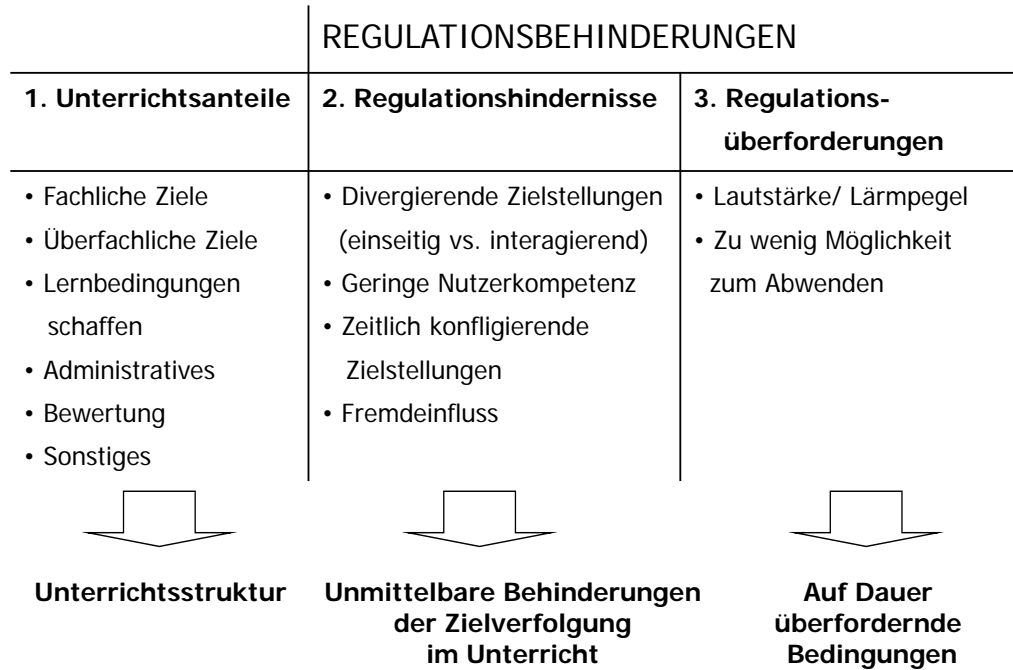 REGULATIONSBEHINDERUNGEN
1. Unterrichtsanteile
• Fachliche Ziele
• Überfachliche Ziele
• Lernbedingungen
schaffen
• Administratives
• Bewertung
• Sonstiges
Unterrichtsstruktur
2. Regulationshindernisse
• Divergierende Zielstellungen
(einseitig vs. interagierend)
• Geringe Nutzerkompetenz
• Zeitlich konfligierende
Zielstellungen
• Fremdeinfluss
Unmittelbare Behinderungen
der Zielverfolgung
im Unterricht
3. Regulations-
überforderungen
• Lautstärke/ Lärmpegel
• Zu wenig Möglichkeit
zum Abwenden
Auf Dauer
überfordernde
Bedingungen